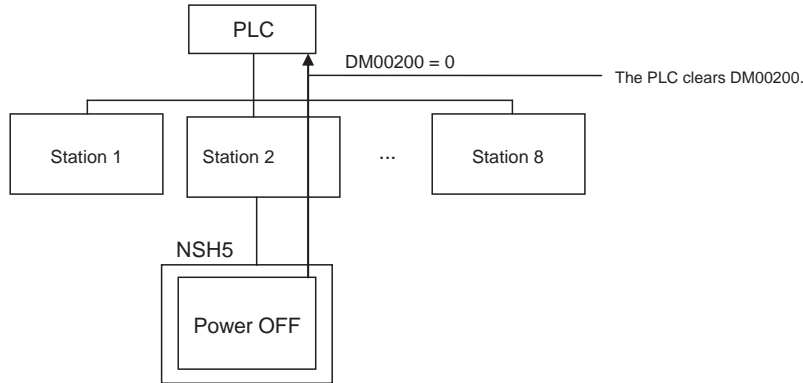 PLC
DM00200 = 0
The PLC clears DM00200.
Station 1
Station 2
...
Station 8
NSH5
Power OFF